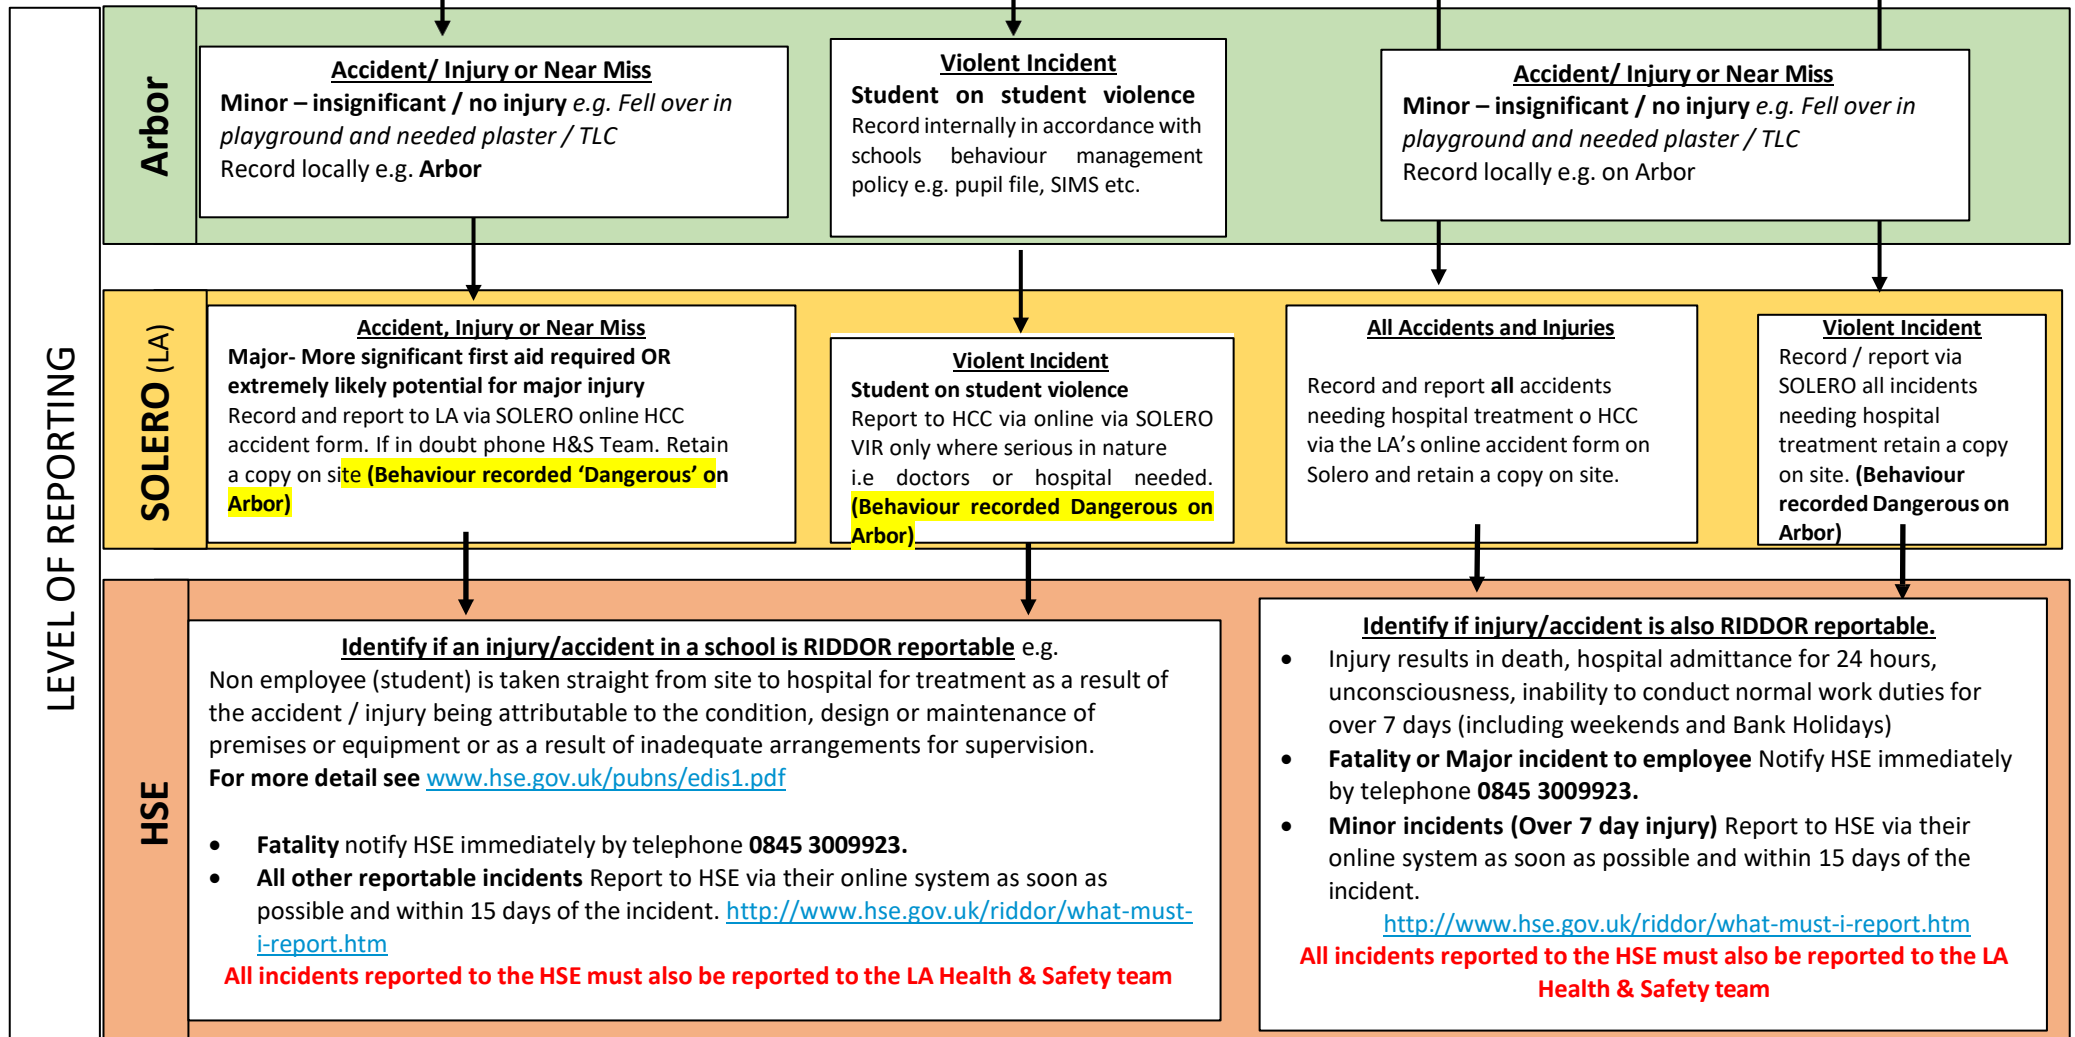 LEVEL OF REPORTING
Arbor
Accident/ Injury or Near Miss
Minor – insignificant / no injury e.g. Fell over in
playground and needed plaster / TLC
Record locally e.g. Arbor
Violent Incident
Student on student violence
Record internally in accordance with
schools behaviour management
policy e.g. pupil file, SIMS etc.
Accident/ Injury or Near Miss
Minor – insignificant / no injury e.g. Fell over in
playground and needed plaster / TLC
Record locally e.g. on Arbor
SOLERO (LA)
Accident, Injury or Near Miss
Major- More significant first aid required OR
extremely likely potential for major injury
Record and report to LA via SOLERO online HCC
accident form. If in doubt phone H&S Team. Retain
a copy on site (Behaviour recorded ‘Dangerous’ on
Arbor)
Violent Incident
Student on student violence
Report to HCC via online via SOLERO
VIR only where serious in nature
i.e doctors or hospital needed.
(Behaviour recorded Dangerous on
Arbor)
All Accidents and Injuries
Record and report all accidents
needing hospital treatment o HCC
via the LA’s online accident form on
Solero and retain a copy on site.
Violent Incident
Record / report via
SOLERO all incidents
needing hospital
treatment retain a copy
on site. (Behaviour
recorded Dangerous on
Arbor)
HSE
Identify if an injury/accident in a school is RIDDOR reportable e.g.
Non employee (student) is taken straight from site to hospital for treatment as a result of
the accident / injury being attributable to the condition, design or maintenance of
premises or equipment or as a result of inadequate arrangements for supervision.
For more detail see www.hse.gov.uk/pubns/edis1.pdf
• Fatality notify HSE immediately by telephone 0845 3009923.
• All other reportable incidents Report to HSE via their online system as soon as
possible and within 15 days of the incident. http://www.hse.gov.uk/riddor/what-must-
i-report.htm
All incidents reported to the HSE must also be reported to the LA Health & Safety team
Identify if injury/accident is also RIDDOR reportable.
• Injury results in death, hospital admittance for 24 hours,
unconsciousness, inability to conduct normal work duties for
over 7 days (including weekends and Bank Holidays)
• Fatality or Major incident to employee Notify HSE immediately
by telephone 0845 3009923.
• Minor incidents (Over 7 day injury) Report to HSE via their
online system as soon as possible and within 15 days of the
incident.
http://www.hse.gov.uk/riddor/what-must-i-report.htm
All incidents reported to the HSE must also be reported to the LA
Health & Safety team